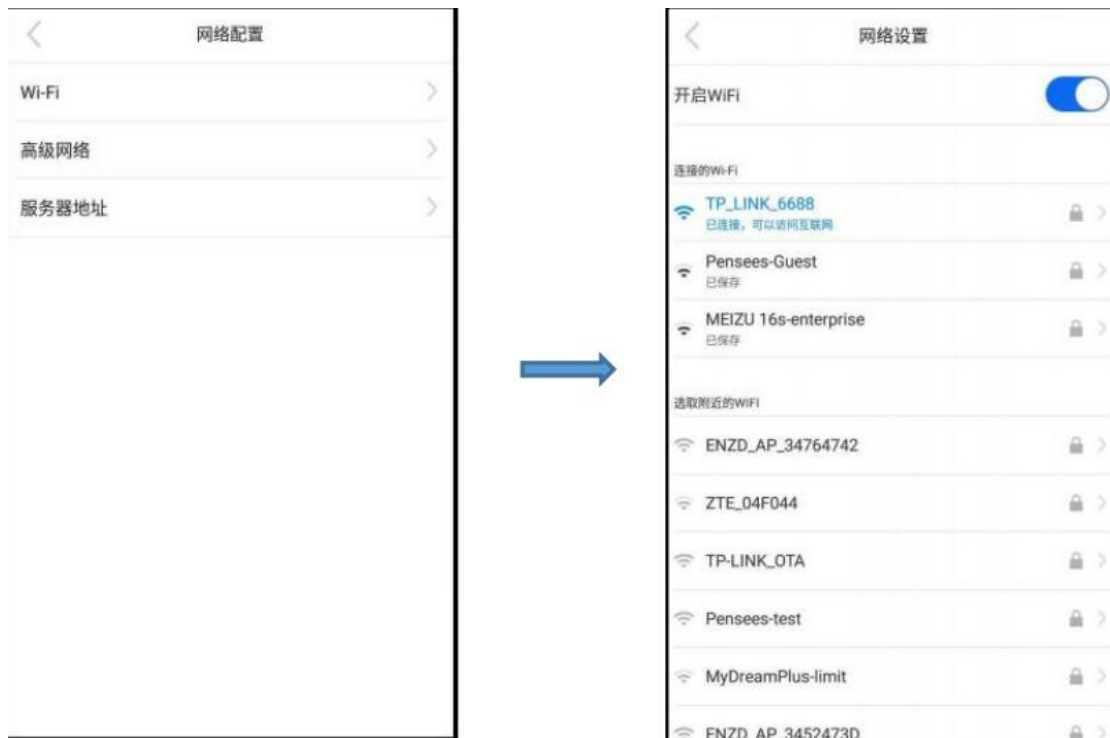 网络配置
Wi-Fi
高级网络
服务器地址
网络设置
开启WiFi
连接的Wi-Fi
TP_LINK_6688
已连接，可以访问互联网
Pensees-Guest
已保存
MEIZU 16s-enterprise
已保存
选取附近的WIFI
ENZD_AP_34764742
ZTE_04F044
TP-LINK_OTA
Pensees-test
MyDreamPlus-limit
ENZD_AP_3452473D